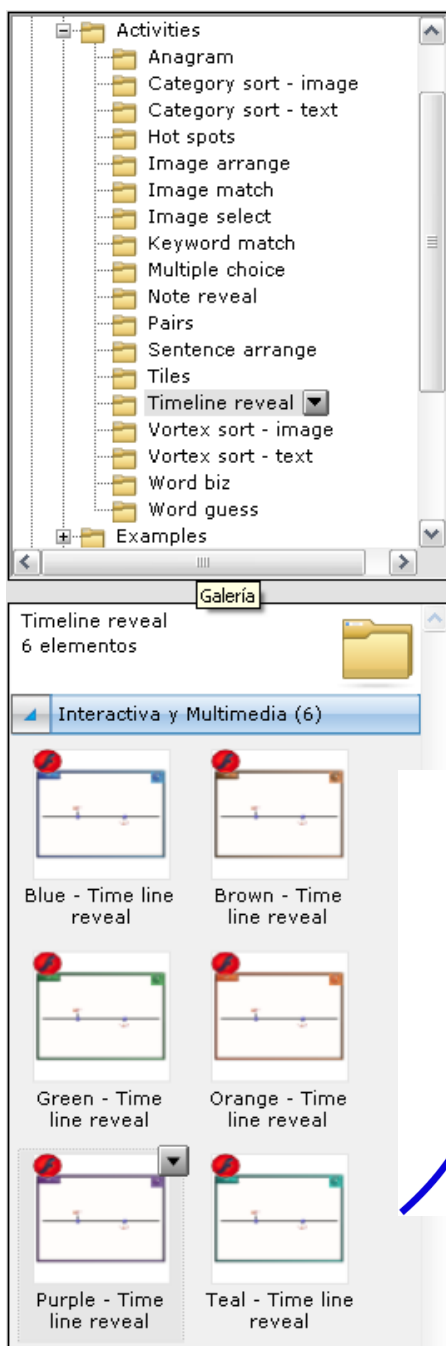 Activities
Anagram
Category sort - image
Category sort - text
Hot spots
Image arrange
Image match
Image select
Keyword match
Multiple choice
Note reveal
Pairs
Sentence arrange
Tiles
Timeline reveal
Vortex sort - image
Vortex sort - text
Word biz
Word guess
Examples
Galería
Timeline reveal
6 elementos
Interactiva y Multimedia (6)
Blue - Time line
reveal
Brown - Time
line reveal
Green - Time
line reveal
Orange - Time
line reveal
Purple - Time
line reveal
Teal - Time line
reveal